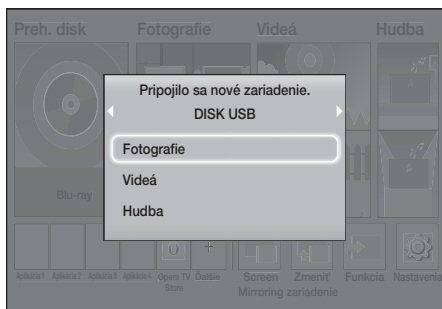 Preh. disk Fotografie Videá Hudba
Pripojilo sa nové zariadenie.
DISK USB
Fotografie
Videá
Hudba
Blu-ray
Aplikácia 1 Aplikácia 2 Aplikácia 3 Aplikácia 4 Opera TV Store Ďalšie Screen Mirroring Zmeniť zariadenie Funkcia Nastavenia